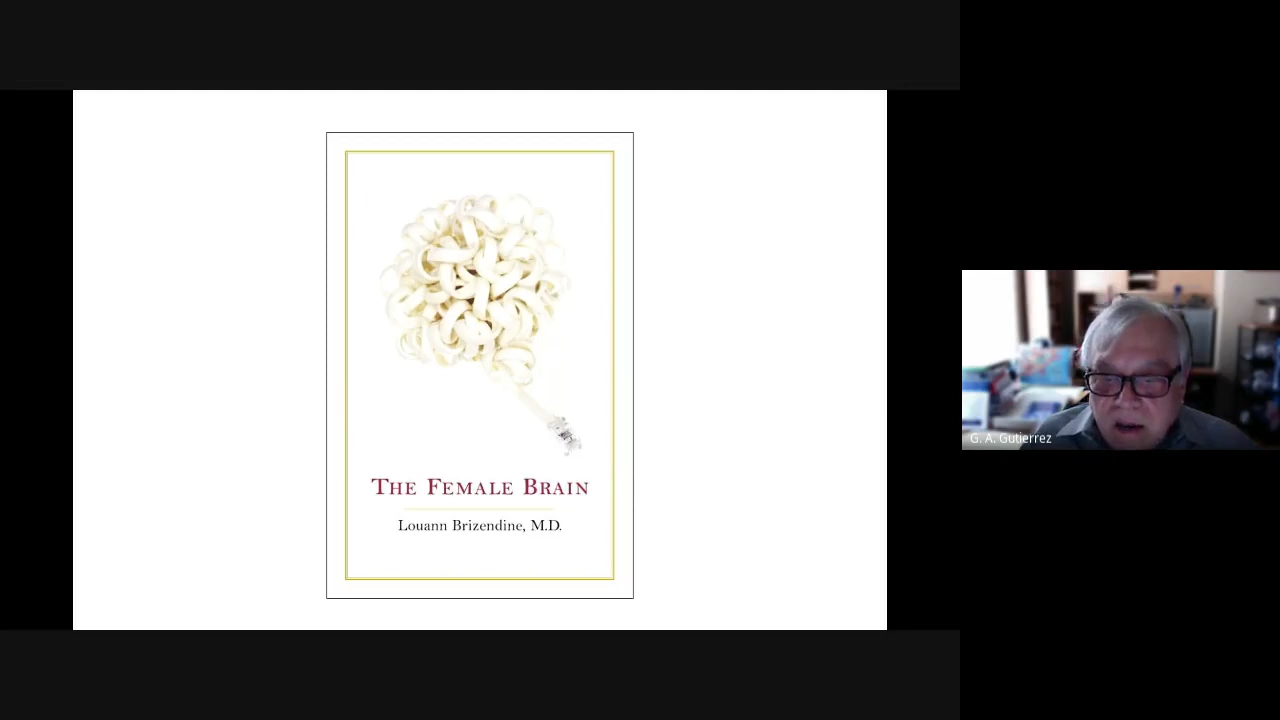 The Female Brain
Louann Brizendine, M.D.
G. A. Gutierrez